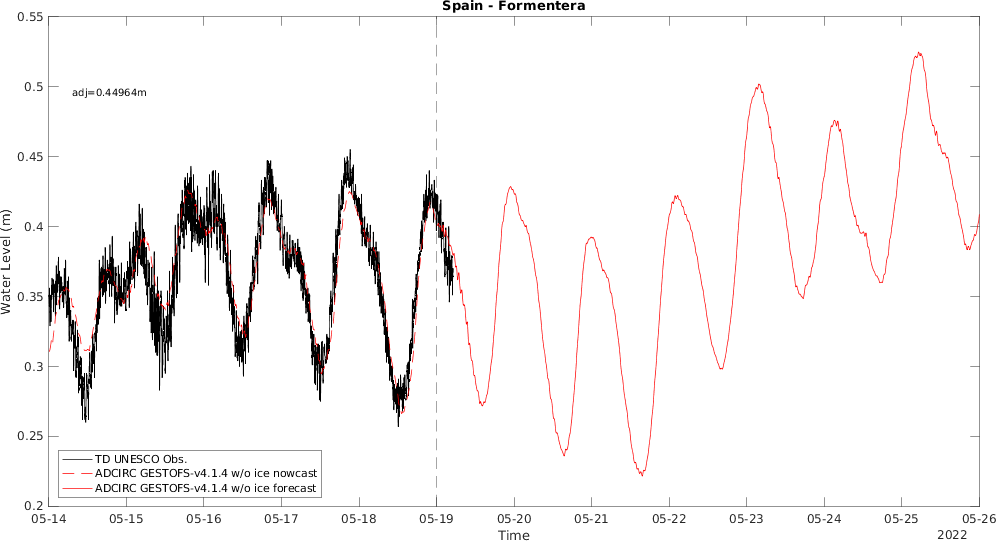 Spain - Formentera
0.55
0.5
0.45
0.4
0.35
0.3
0.25
0.2
Water Level (m)
adj=0.44964m
TD UNESCO Obs.
ADCIRC GESTOFS-v4.1.4 w/o ice nowcast
ADCIRC GESTOFS-v4.1.4 w/o ice forecast
05-14 05-15 05-16 05-17 05-18 05-19 05-20 05-21 05-22 05-23 05-24 05-25 05-26
Time
2022